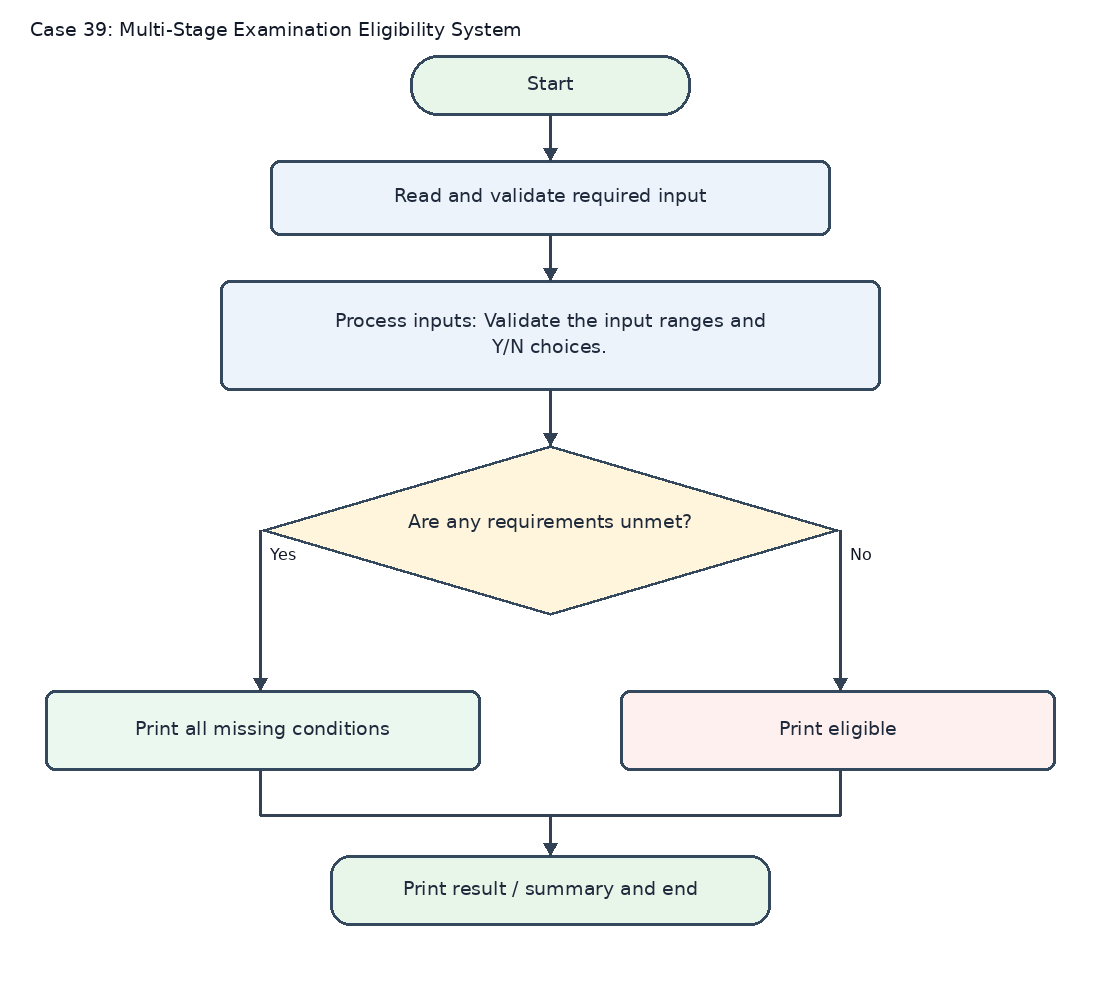 Case 39: Multi-Stage Examination Eligibility System
Start
Read and validate required input
Process inputs: Validate the input ranges and
Y/N choices.
Are any requirements unmet?
Yes
No
Print all missing conditions
Print eligible
Print result / summary and end